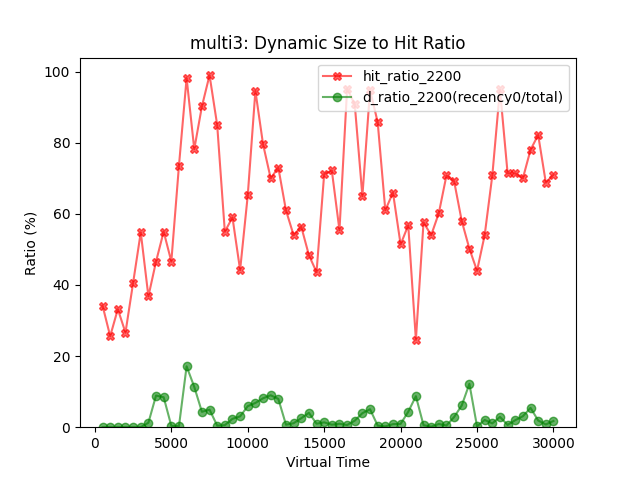 multi3: Dynamic Size to Hit Ratio
hit_ratio_2200
d_ratio_2200(recency0/total)
Ratio (%)
100
80
60
40
20
0
0 5000 10000 15000 20000 25000 30000
Virtual Time